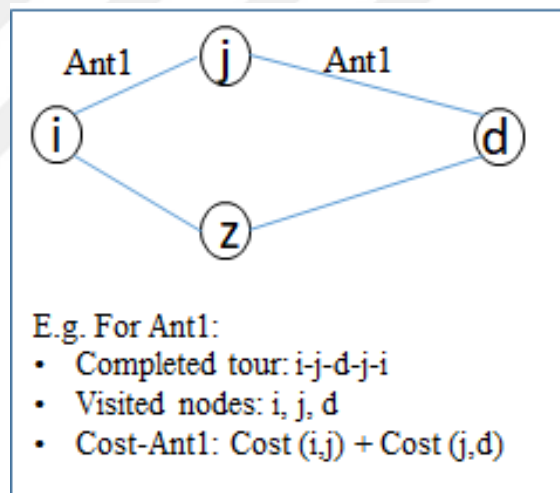 j
Ant1 Ant1
i d
z
E.g. For Ant1:
• Completed tour: i-j-d-j-i
• Visited nodes: i, j, d
• Cost-Ant1: Cost (i,j) + Cost (j,d)